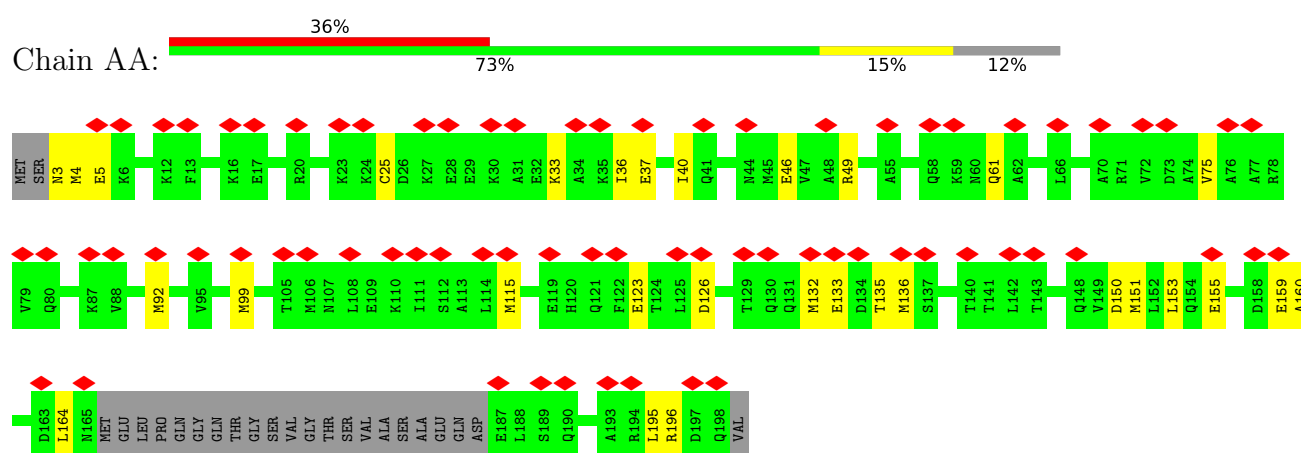 36%
Chain AA:
73% 15% 12%
MET SER N3 M4 E5 K6 K12 F13 K16 E17 R20 K23 K24 C25 D26 K27 E28 E29 K30 A31 E32 K33 A34 K35 I36 E37 I40 Q41 N44 M45 E46 V47 A48 R49 A55 Q58 K59 N60 Q61 A62 L66 A70 R71 V72 D73 A74 V75 A76 A77 R78
V79 Q80 K87 V88 M92 V95 M99 T105 M106 N107 L108 E109 K110 I111 S112 A113 L114 M115 E119 H120 Q121 F122 E123 T124 L125 D126 T129 Q130 Q131 M132 E133 D134 T135 M136 S137 T140 T141 L142 T143 Q148 V149 D150 M151 L152 L153 Q154 E155 D158 E159 A160
D163 L164 N165 MET GLU LEU PRO GLN GLY GLN THR GLY SER VAL GLY THR SER VAL ALA SER ALA GLU GLN ASP E187 L188 S189 Q190 A193 R194 L195 R196 D197 Q198 VAL